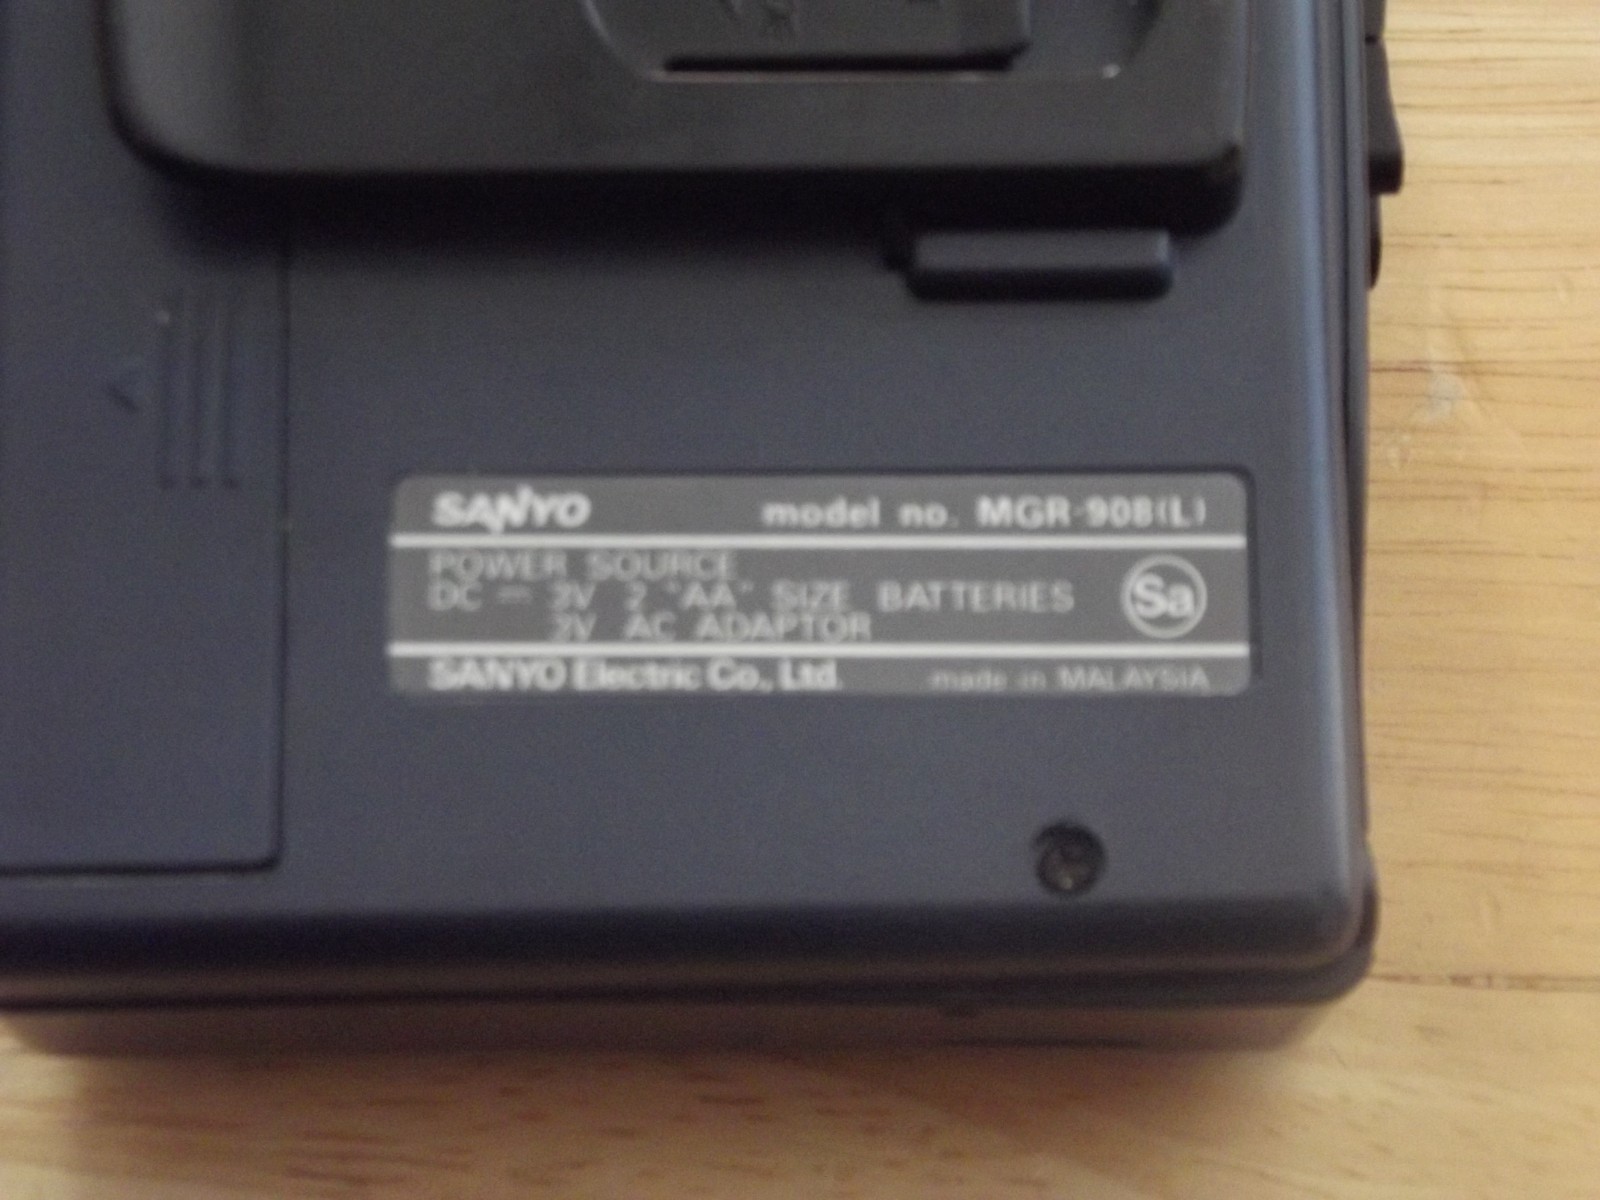 SANYO model no. MGR-908(L)
POWER SOURCE
DC ⎓ 3V 2 "AA" SIZE BATTERIES
3V AC ADAPTOR
Sa
SANYO Electric Co., Ltd. made in MALAYSIA